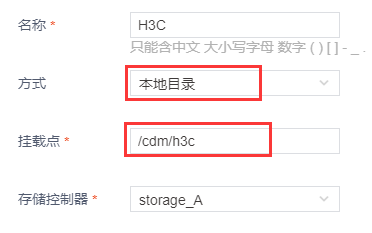 名称 * H3C
只能含中文 大小写字母 数字 ( ) [ ] - _ .
方式 本地目录
挂载点 * /cdm/h3c
存储控制器 * storage_A